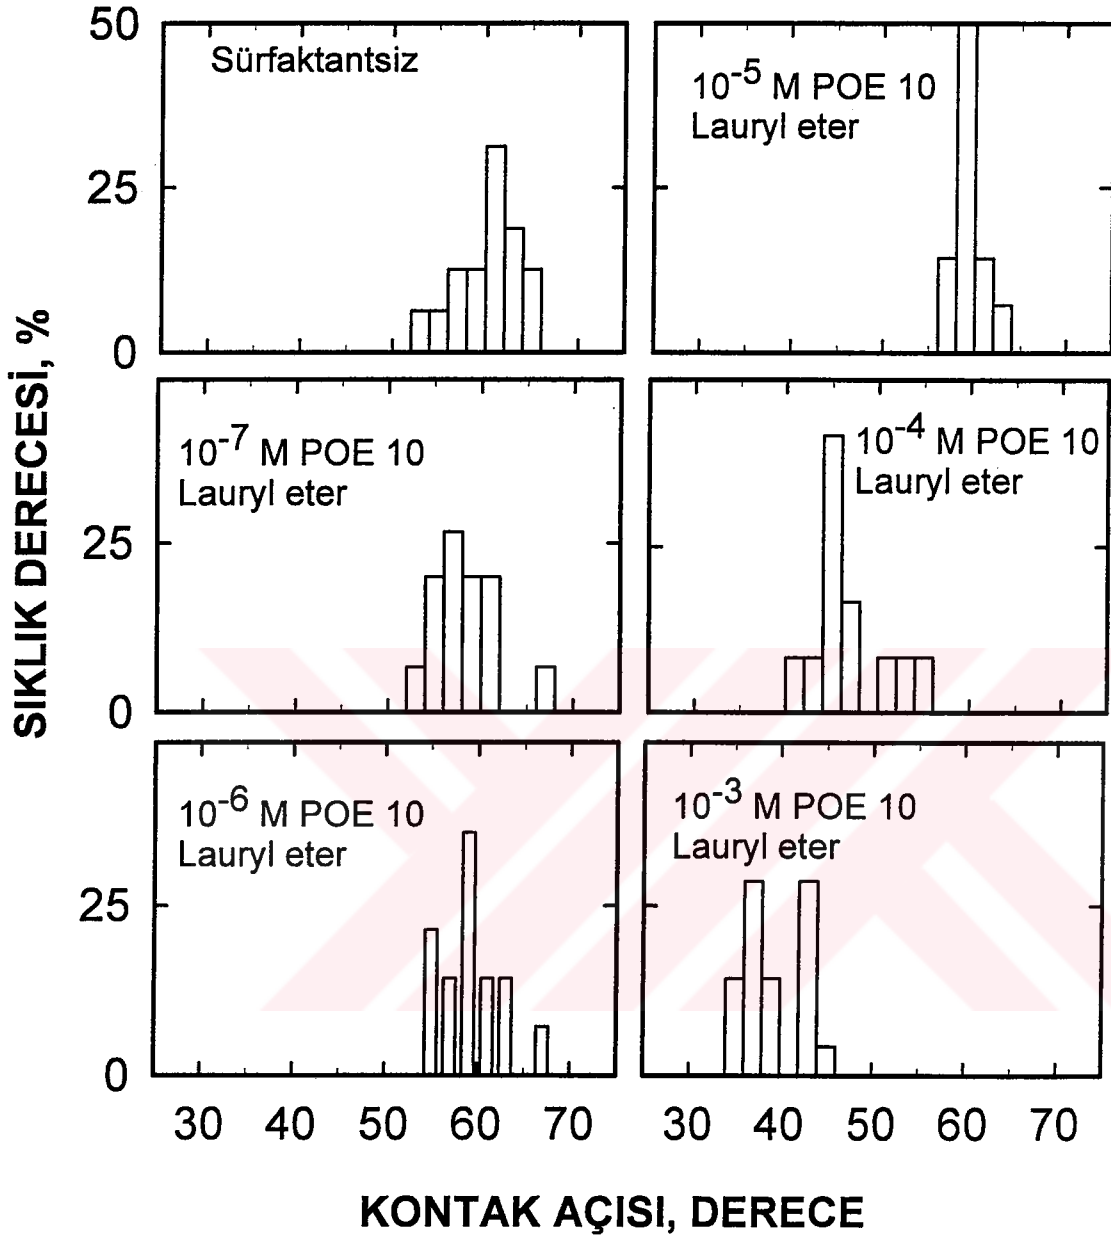 SIKLIK DERECESİ, %
50
25
0
Sürfaktantsiz
10-5 M POE 10
Lauryl eter
25
0
10-7 M POE 10
Lauryl eter
10-4 M POE 10
Lauryl eter
25
0
10-6 M POE 10
Lauryl eter
10-3 M POE 10
Lauryl eter
30 40 50 60 70
30 40 50 60 70
KONTAK AÇISI, DERECE